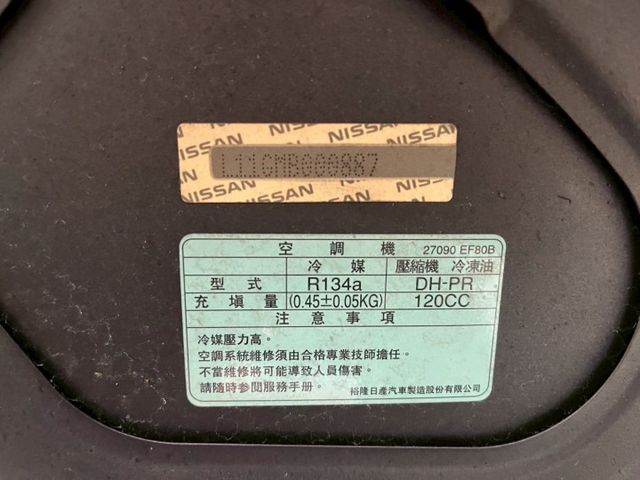 NISSAN NISSAN NISSAN
L11GMB000887
NISSAN NISSAN NISSAN
空調機 27090 EF80B
冷媒 壓縮機 冷凍油
型式 R134a DH-PR
充填量 (0.45±0.05KG) 120CC
注意事項
冷媒壓力高。
空調系統維修須由合格專業技師擔任。
不當維修將可能導致人員傷害。
請隨時參閱服務手册。 裕隆日產汽車製造股份有限公司